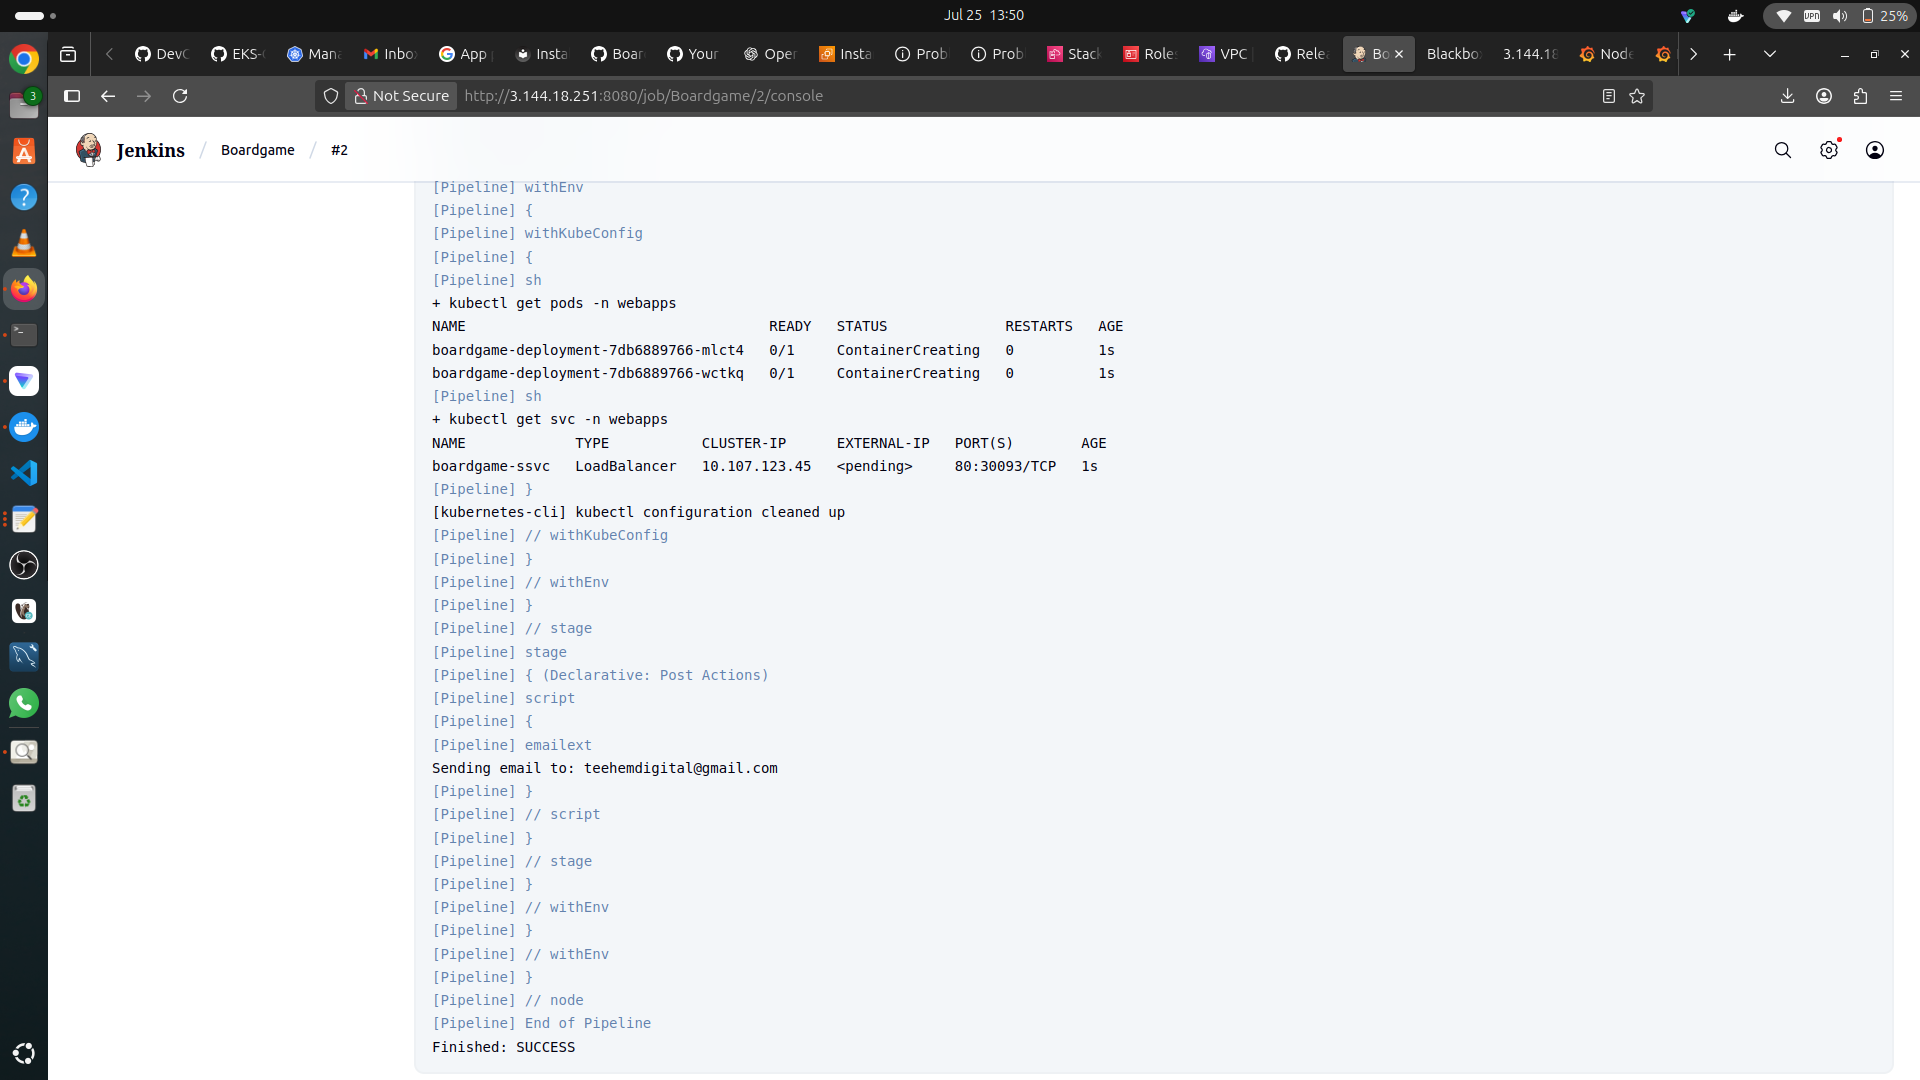 Jul 25 13:50
25%
DevC
EKS-
Mana
Inbo
App
Insta
Boar
Your
Oper
Insta
Prob
Probl
Stack
Roles
VPC
Relea
Bo
Blackbo
3.144.18
Node
Not Secure
http://3.144.18.251:8080/job/Boardgame/2/console
3
Jenkins / Boardgame / #2
[Pipeline] withEnv
[Pipeline] {
[Pipeline] withKubeConfig
[Pipeline] {
[Pipeline] sh
+ kubectl get pods -n webapps
NAME READY STATUS RESTARTS AGE
boardgame-deployment-7db6889766-mlct4 0/1 ContainerCreating 0 1s
boardgame-deployment-7db6889766-wctkq 0/1 ContainerCreating 0 1s
[Pipeline] sh
+ kubectl get svc -n webapps
NAME TYPE CLUSTER-IP EXTERNAL-IP PORT(S) AGE
boardgame-ssvc LoadBalancer 10.107.123.45 <pending> 80:30093/TCP 1s
[Pipeline] }
[kubernetes-cli] kubectl configuration cleaned up
[Pipeline] // withKubeConfig
[Pipeline] }
[Pipeline] // withEnv
[Pipeline] }
[Pipeline] // stage
[Pipeline] stage
[Pipeline] { (Declarative: Post Actions)
[Pipeline] script
[Pipeline] {
[Pipeline] emailext
Sending email to: teehemdigital@gmail.com
[Pipeline] }
[Pipeline] // script
[Pipeline] }
[Pipeline] // stage
[Pipeline] }
[Pipeline] // withEnv
[Pipeline] }
[Pipeline] // withEnv
[Pipeline] }
[Pipeline] // node
[Pipeline] End of Pipeline
Finished: SUCCESS